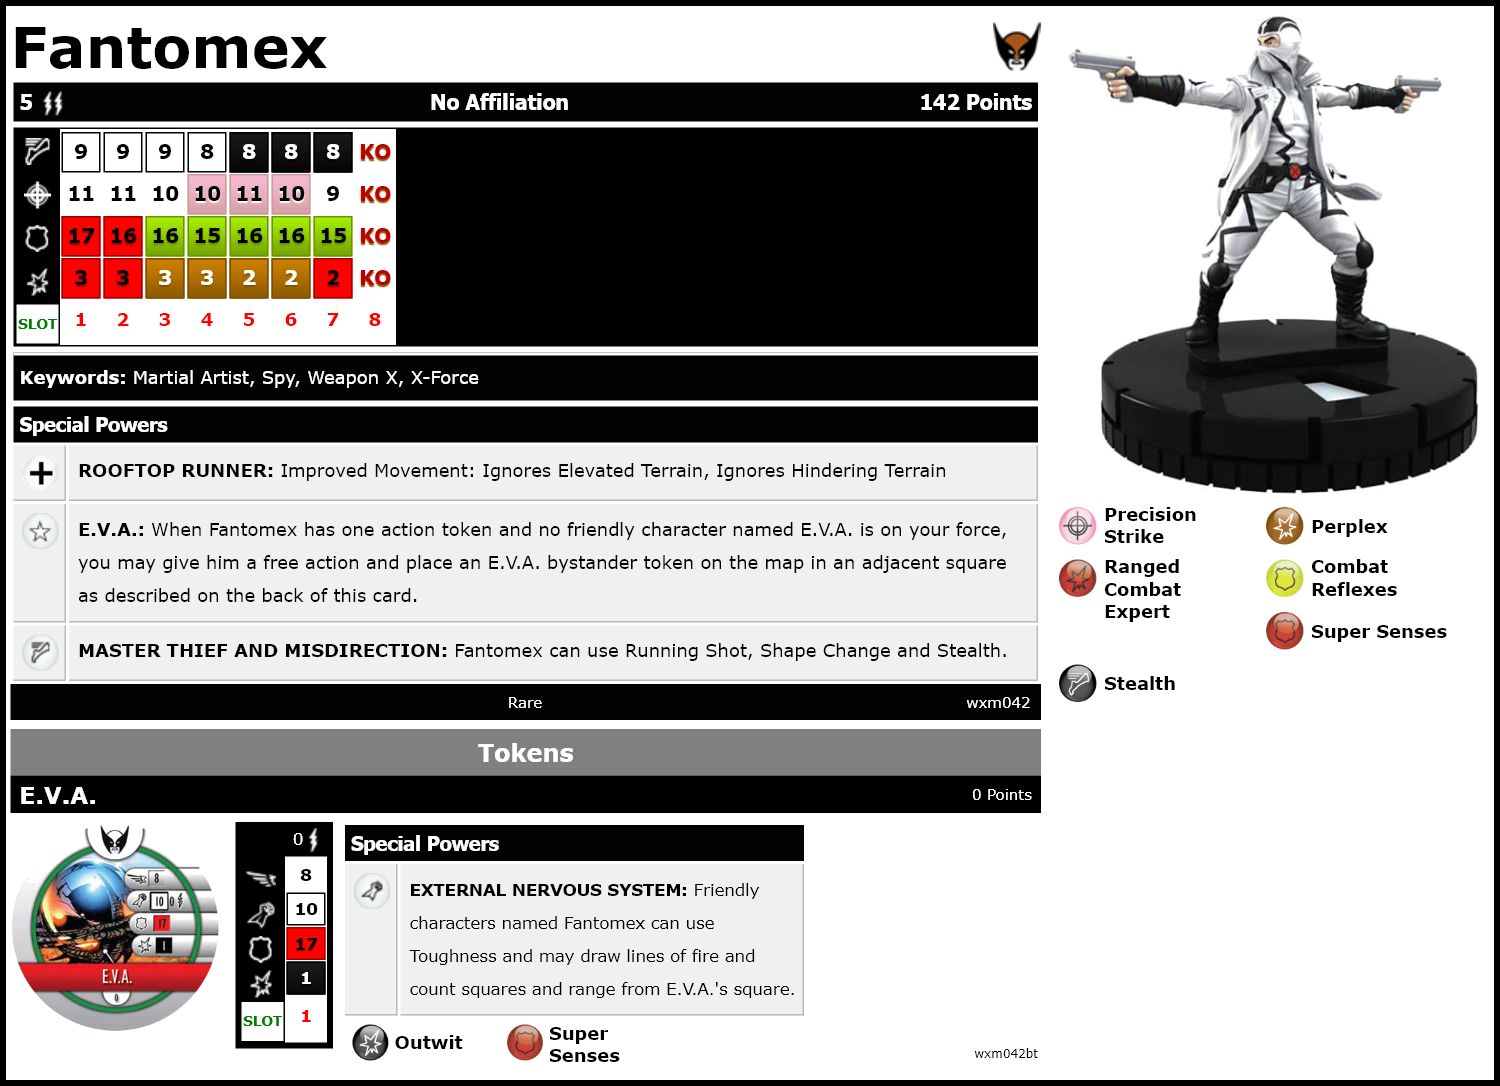 Fantomex
5 No Affiliation 142 Points
9 9 9 8 8 8 8 KO
11 11 10 10 11 10 9 KO
17 16 16 15 16 16 15 KO
3 3 3 3 2 2 2 KO
SLOT 1 2 3 4 5 6 7 8
Keywords: Martial Artist, Spy, Weapon X, X-Force
Special Powers
ROOFTOP RUNNER: Improved Movement: Ignores Elevated Terrain, Ignores Hindering Terrain
E.V.A.: When Fantomex has one action token and no friendly character named E.V.A. is on your force,
you may give him a free action and place an E.V.A. bystander token on the map in an adjacent square
as described on the back of this card.
MASTER THIEF AND MISDIRECTION: Fantomex can use Running Shot, Shape Change and Stealth.
Rare wxm042
Precision
Strike
Perplex
Ranged
Combat
Expert
Combat
Reflexes
Super Senses
Stealth
Tokens
E.V.A. 0 Points
8
10 0
17
1
E.V.A.
0
0
8
10
17
1
SLOT 1
Special Powers
EXTERNAL NERVOUS SYSTEM: Friendly
characters named Fantomex can use
Toughness and may draw lines of fire and
count squares and range from E.V.A.'s square.
Outwit
Super
Senses
wxm042bt